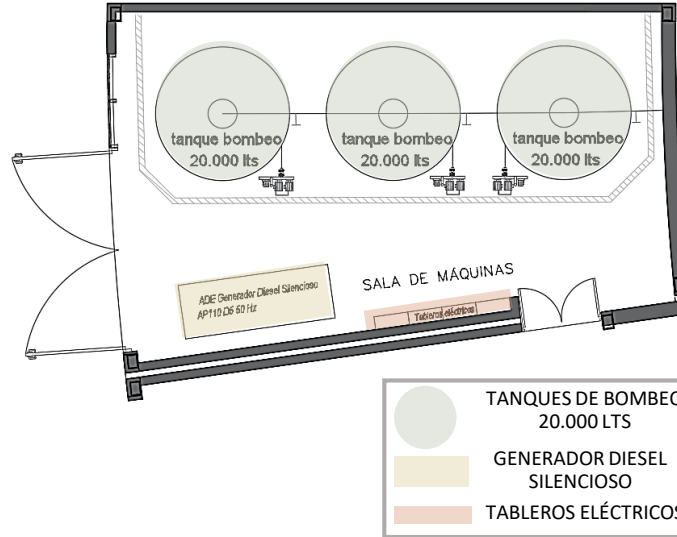 tanque bombeo
20.000 lts
tanque bombeo
20.000 lts
tanque bombeo
20.000 lts
SALA DE MÁQUINAS
ADE Generador Diesel Silencioso
AP110 D5 50 Hz
Tableros eléctricos
TANQUES DE BOMBEO
20.000 LTS
GENERADOR DIESEL
SILENCIOSO
TABLEROS ELÉCTRICOS